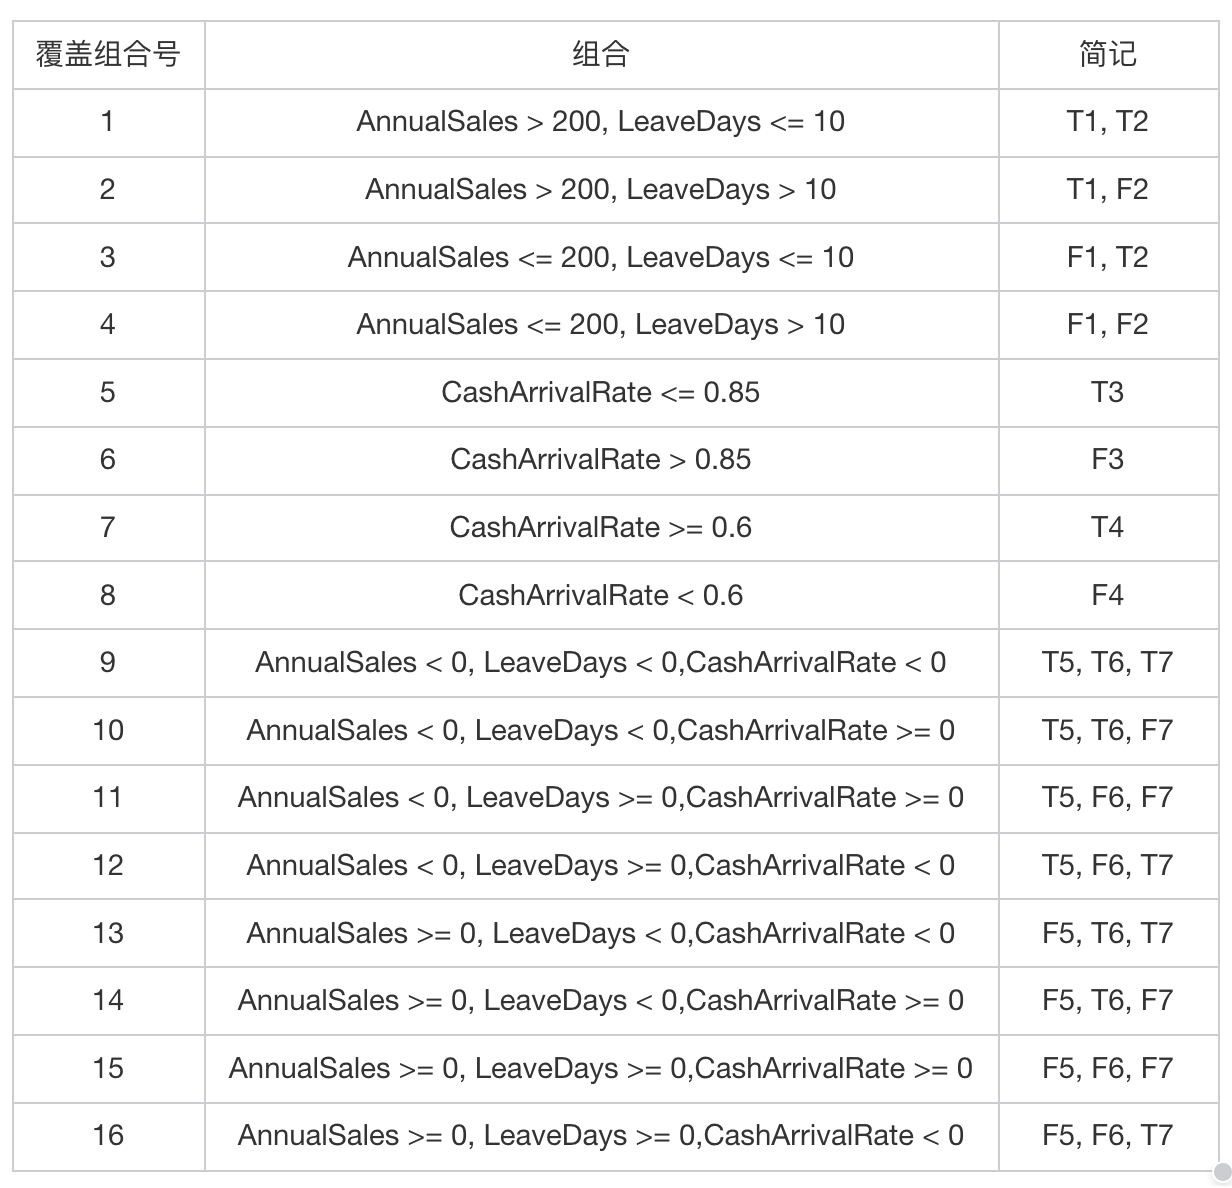 覆盖组合号 组合 简记
1 AnnualSales > 200, LeaveDays <= 10 T1, T2
2 AnnualSales > 200, LeaveDays > 10 T1, F2
3 AnnualSales <= 200, LeaveDays <= 10 F1, T2
4 AnnualSales <= 200, LeaveDays > 10 F1, F2
5 CashArrivalRate <= 0.85 T3
6 CashArrivalRate > 0.85 F3
7 CashArrivalRate >= 0.6 T4
8 CashArrivalRate < 0.6 F4
9 AnnualSales < 0, LeaveDays < 0,CashArrivalRate < 0 T5, T6, T7
10 AnnualSales < 0, LeaveDays < 0,CashArrivalRate >= 0 T5, T6, F7
11 AnnualSales < 0, LeaveDays >= 0,CashArrivalRate >= 0 T5, F6, F7
12 AnnualSales < 0, LeaveDays >= 0,CashArrivalRate < 0 T5, F6, T7
13 AnnualSales >= 0, LeaveDays < 0,CashArrivalRate < 0 F5, T6, T7
14 AnnualSales >= 0, LeaveDays < 0,CashArrivalRate >= 0 F5, T6, F7
15 AnnualSales >= 0, LeaveDays >= 0,CashArrivalRate >= 0 F5, F6, F7
16 AnnualSales >= 0, LeaveDays >= 0,CashArrivalRate < 0 F5, F6, T7